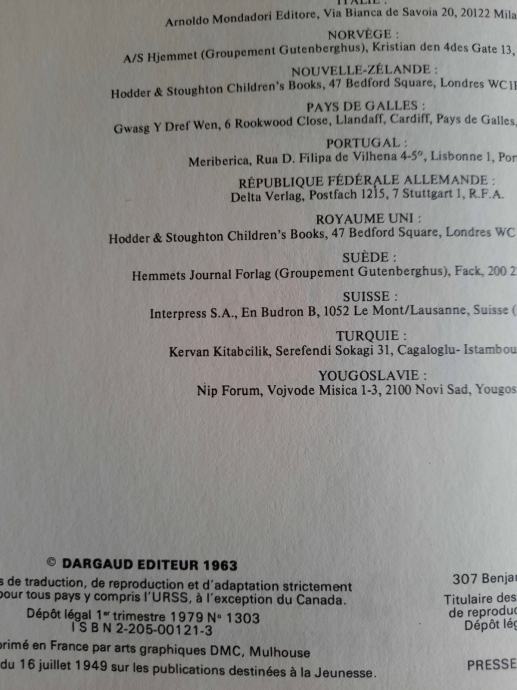 ITALIE :
Arnoldo Mondadori Editore, Via Bianca de Savoia 20, 20122
NORVÈGE :
A/S Hjemmet (Groupement Gutenberghus), Kristian den 4des Gate 13,
NOUVELLE-ZÉLANDE :
Hodder & Stoughton Children's Books, 47 Bedford Square, Londres
PAYS DE GALLES :
Gwasg Y Dref Wen, 6 Rookwood Close, Llandaff, Cardiff, Pays de Galles,
PORTUGAL :
Meriberica, Rua D. Filipa de Vilhena 4-5°, Lisbonne 1,
RÉPUBLIQUE FÉDÉRALE ALLEMANDE :
Delta Verlag, Postfach 1215, 7 Stuttgart 1, R.F.A.
ROYAUME UNI :
Hodder & Stoughton Children's Books, 47 Bedford Square, Londres WC
SUÈDE :
Hemmets Journal Forlag (Groupement Gutenberghus), Fack, 200
SUISSE :
Interpress S.A., En Budron B, 1052 Le Mont/Lausanne, Suisse (
TURQUIE :
Kervan Kitabcilik, Serefendi Sokagi 31, Cagaloglu- Istambou
YOUGOSLAVIE :
Nip Forum, Vojvode Misica 1-3, 2100 Novi Sad, Yougos
© DARGAUD EDITEUR 1963
de traduction, de reproduction et d'adaptation strictement
pour tous pays y compris l'URSS, à l'exception du Canada.
Dépôt légal 1er trimestre 1979 N° 1303
ISBN 2-205-00121-3
primé en France par arts graphiques DMC, Mulhouse
du 16 juillet 1949 sur les publications destinées à la Jeunesse.
307 Benja
Titulaire des
de reproduc
Dépôt lég
PRESSE